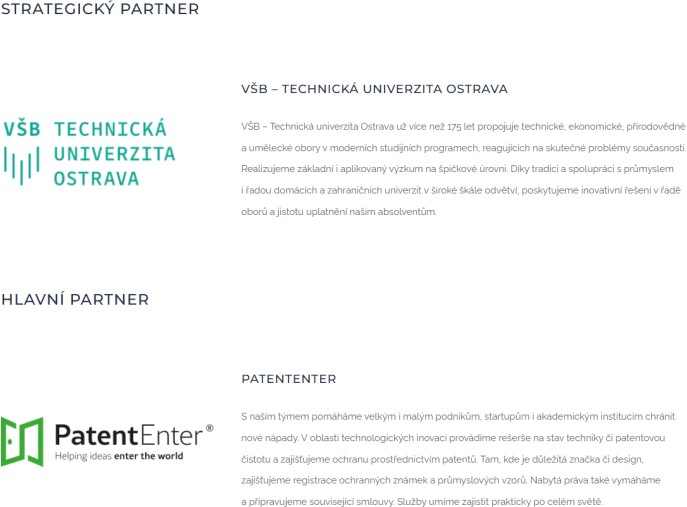 STRATEGICKÝ PARTNER
VŠB TECHNICKÁ
UNIVERZITA
OSTRAVA
VŠB – TECHNICKÁ UNIVERZITA OSTRAVA
VŠB – Technická univerzita Ostrava už více než 175 let propojuje technické, ekonomické, přírodovědné
a umělecké obory v moderních studijních programech, reagujících na skutečné problémy současnosti.
Realizujeme základní i aplikovaný výzkum na špičkové úrovni. Díky tradici a spolupráci s průmyslem
i řadou domácích a zahraničních univerzit v široké škále odvětví, poskytujeme inovativní řešení v řadě
oborů a jistotu uplatnění našim absolventům.
HLAVNÍ PARTNER
PatentEnter®
Helping ideas enter the world
PATENTENTER
S naším týmem pomáháme velkým i malým podnikům, startupům i akademickým institucím chránit
nové nápady. V oblasti technologických inovací provádíme rešerše na stav techniky či patentovou
čistotu a zajišťujeme ochranu prostřednictvím patentů. Tam, kde je důležitá značka či design,
zajišťujeme registrace ochranných známek a průmyslových vzorů. Nabytá práva také vymáháme
a připravujeme související smlouvy. Služby umíme zajistit prakticky po celém světě.